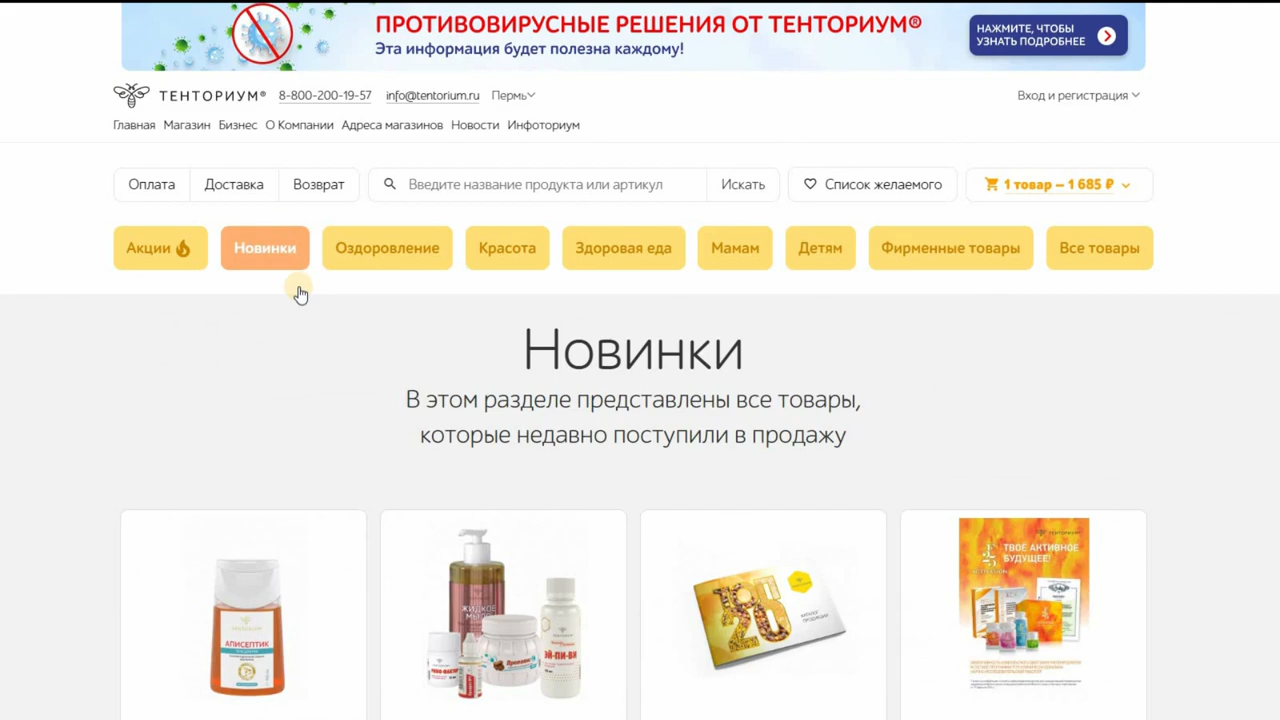 ПРОТИВОВИРУСНЫЕ РЕШЕНИЯ ОТ ТЕНТОРИУМ®
Эта информация будет полезна каждому!
НАЖМИТЕ, ЧТОБЫ
УЗНАТЬ ПОДРОБНЕЕ
ТЕНТОРИУМ® 8-800-200-19-57 info@tentorium.ru Пермь Вход и регистрация
Главная Магазин Бизнес О Компании Адреса магазинов Новости Инфоториум
Оплата Доставка Возврат Введите название продукта или артикул Искать Список желаемого 1 товар – 1 685 ₽
Акции Новинки Оздоровление Красота Здоровая еда Мамам Детям Фирменные товары Все товары
Новинки
В этом разделе представлены все товары,
которые недавно поступили в продажу
АПИСЕПТИК
ЖИДКОЕ
МЫЛО
ЭЙ-ПИ-ВИ
КАТАЛОГ
ПРОДУКЦИИ
ТЕНТОРИУМ
ТВОЕ АКТИВНОЕ
БУДУЩЕЕ!